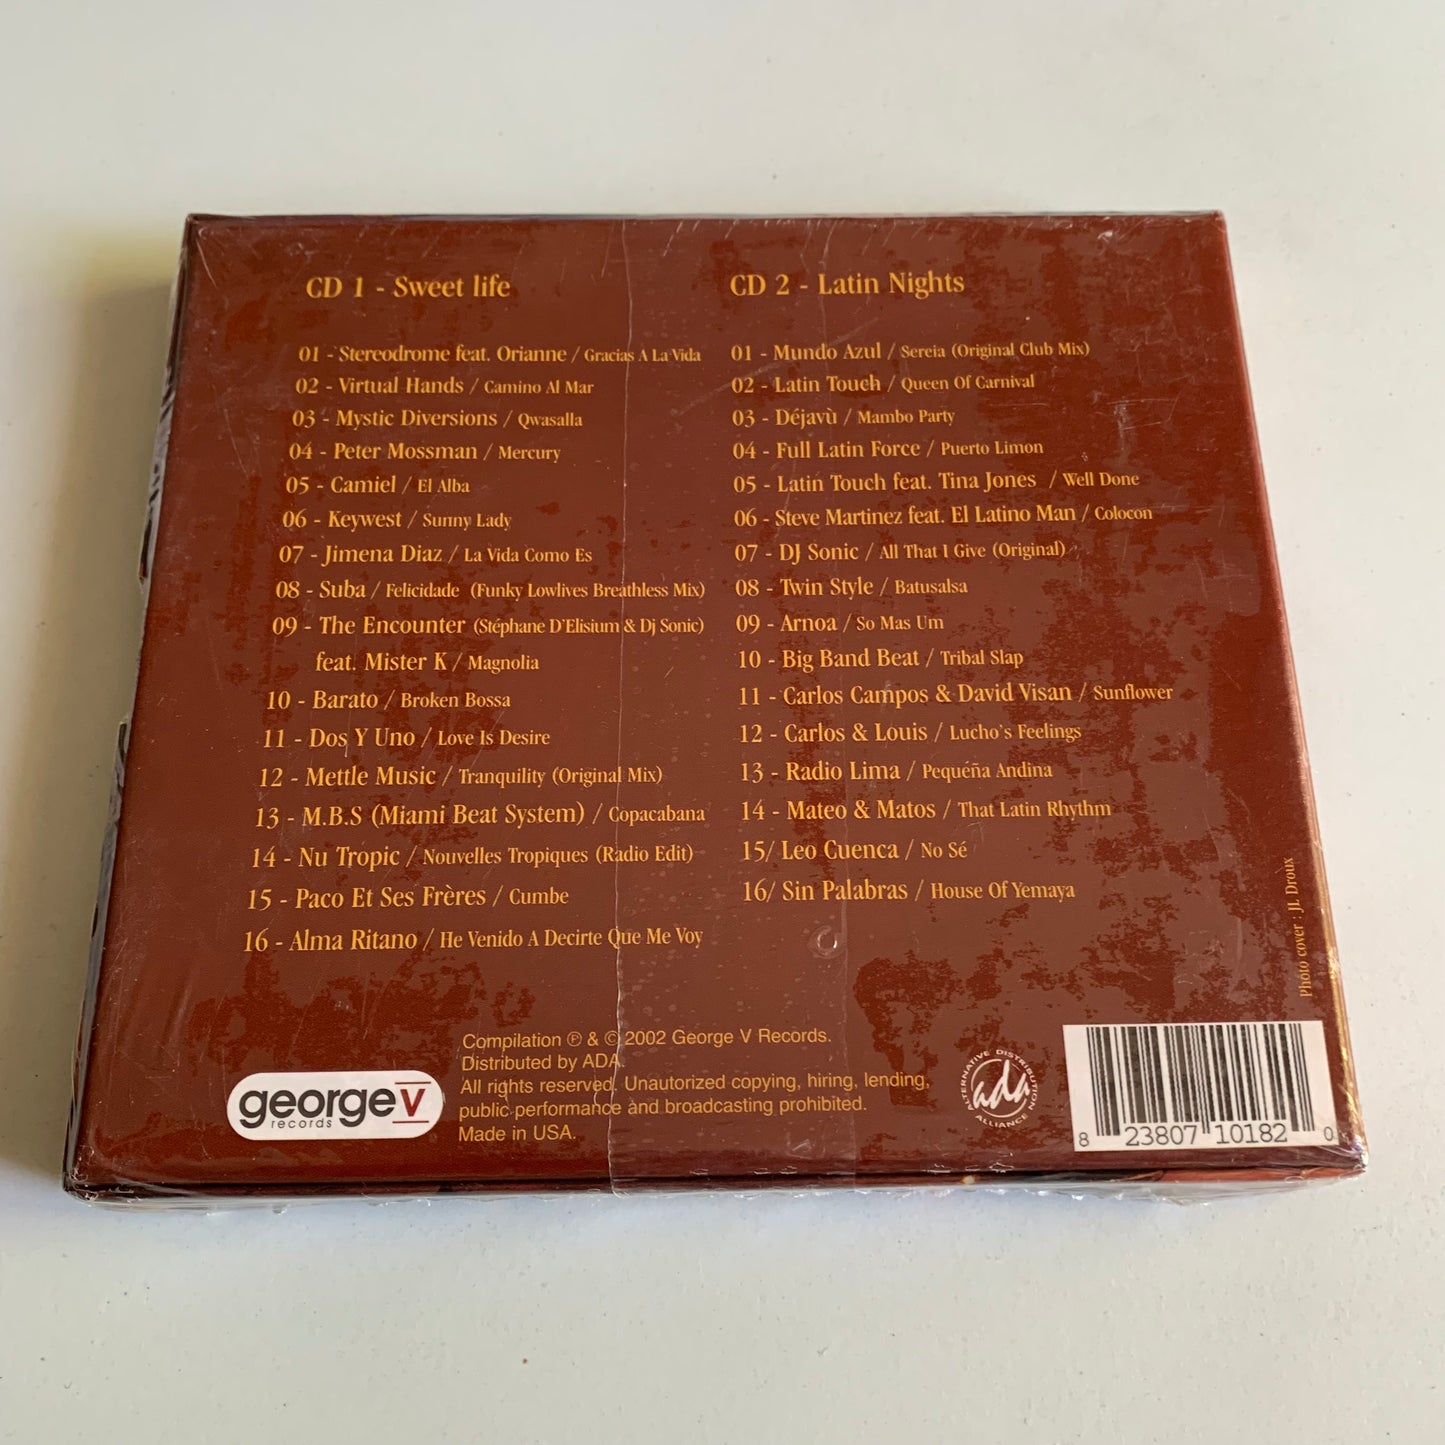 CD 1 - Sweet life
01 - Stereodrome feat. Orianne / Gracias A La Vida
02 - Virtual Hands / Camino Al Mar
03 - Mystic Diversions / Qwasalla
04 - Peter Mossman / Mercury
05 - Camiel / El Alba
06 - Keywest / Sunny Lady
07 - Jimena Diaz / La Vida Como Es
08 - Suba / Felicidade (Funky Lowlives Breathless Mix)
09 - The Encounter (Stéphane D'Elisium & Dj Sonic)
feat. Mister K / Magnolia
10 - Barato / Broken Bossa
11 - Dos Y Uno / Love Is Desire
12 - Mettle Music / Tranquility (Original Mix)
13 - M.B.S (Miami Beat System) / Copacabana
14 - Nu Tropic / Nouvelles Tropiques (Radio Edit)
15 - Paco Et Ses Frères / Cumbe
16 - Alma Ritano / He Venido A Decirte Que Me Voy
CD 2 - Latin Nights
01 - Mundo Azul / Sereia (Original Club Mix)
02 - Latin Touch / Queen Of Carnival
03 - Déjavù / Mambo Party
04 - Full Latin Force / Puerto Limon
05 - Latin Touch feat. Tina Jones / Well Done
06 - Steve Martinez feat. El Latino Man / Colocon
07 - DJ Sonic / All That I Give (Original)
08 - Twin Style / Batusalsa
09 - Arnoa / So Mas Um
10 - Big Band Beat / Tribal Slap
11 - Carlos Campos & David Visan / Sunflower
12 - Carlos & Louis / Lucho's Feelings
13 - Radio Lima / Pequéña Andina
14 - Mateo & Matos / That Latin Rhythm
15/ Leo Cuenca / No Sé
16/ Sin Palabras / House Of Yemaya
Photo cover : JL Droux
Compilation ℗ & © 2002 George V Records.
Distributed by ADA.
All rights reserved. Unautorized copying, hiring, lending,
public performance and broadcasting prohibited.
Made in USA.
george V
records
ALTERNATIVE DISTRIBUTION
ada
ALLIANCE
8 23807 10182 0